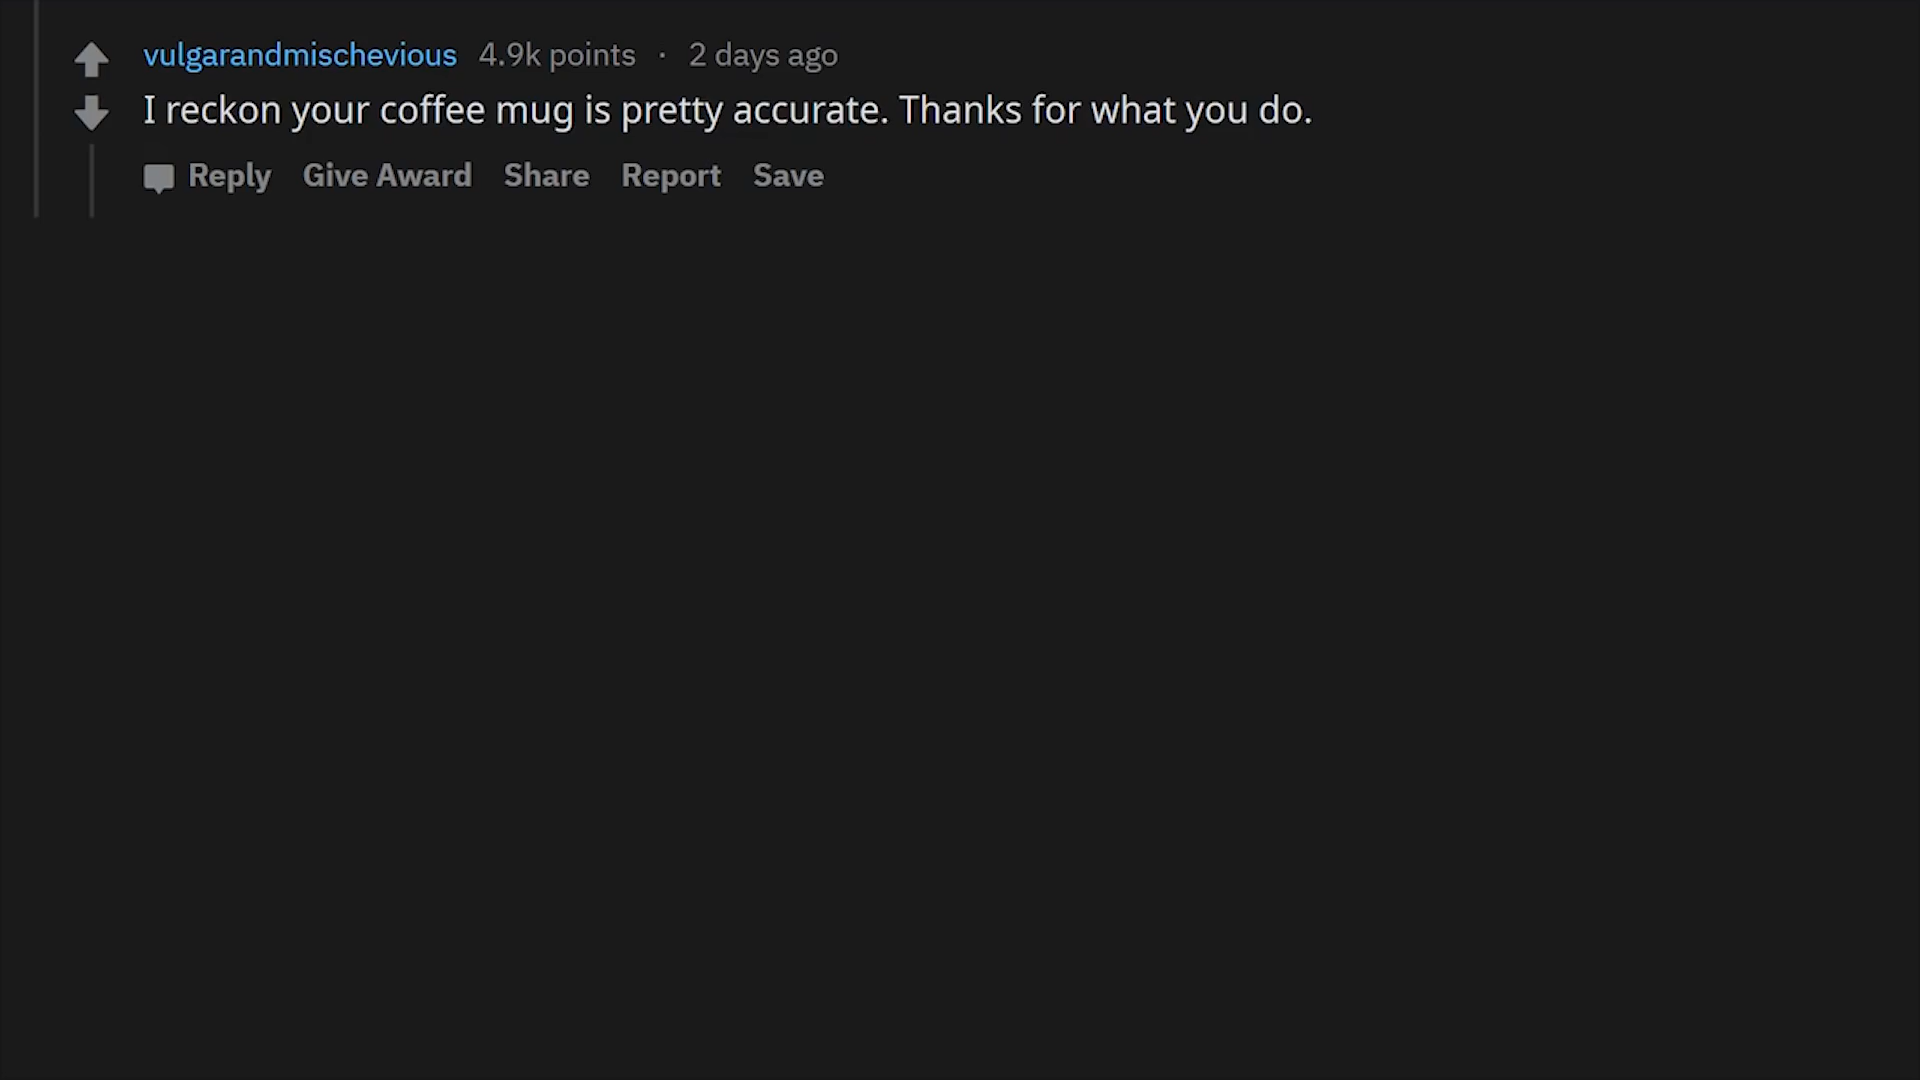 vulgarandmischevious 4.9k points · 2 days ago
I reckon your coffee mug is pretty accurate. Thanks for what you do.
Reply Give Award Share Report Save